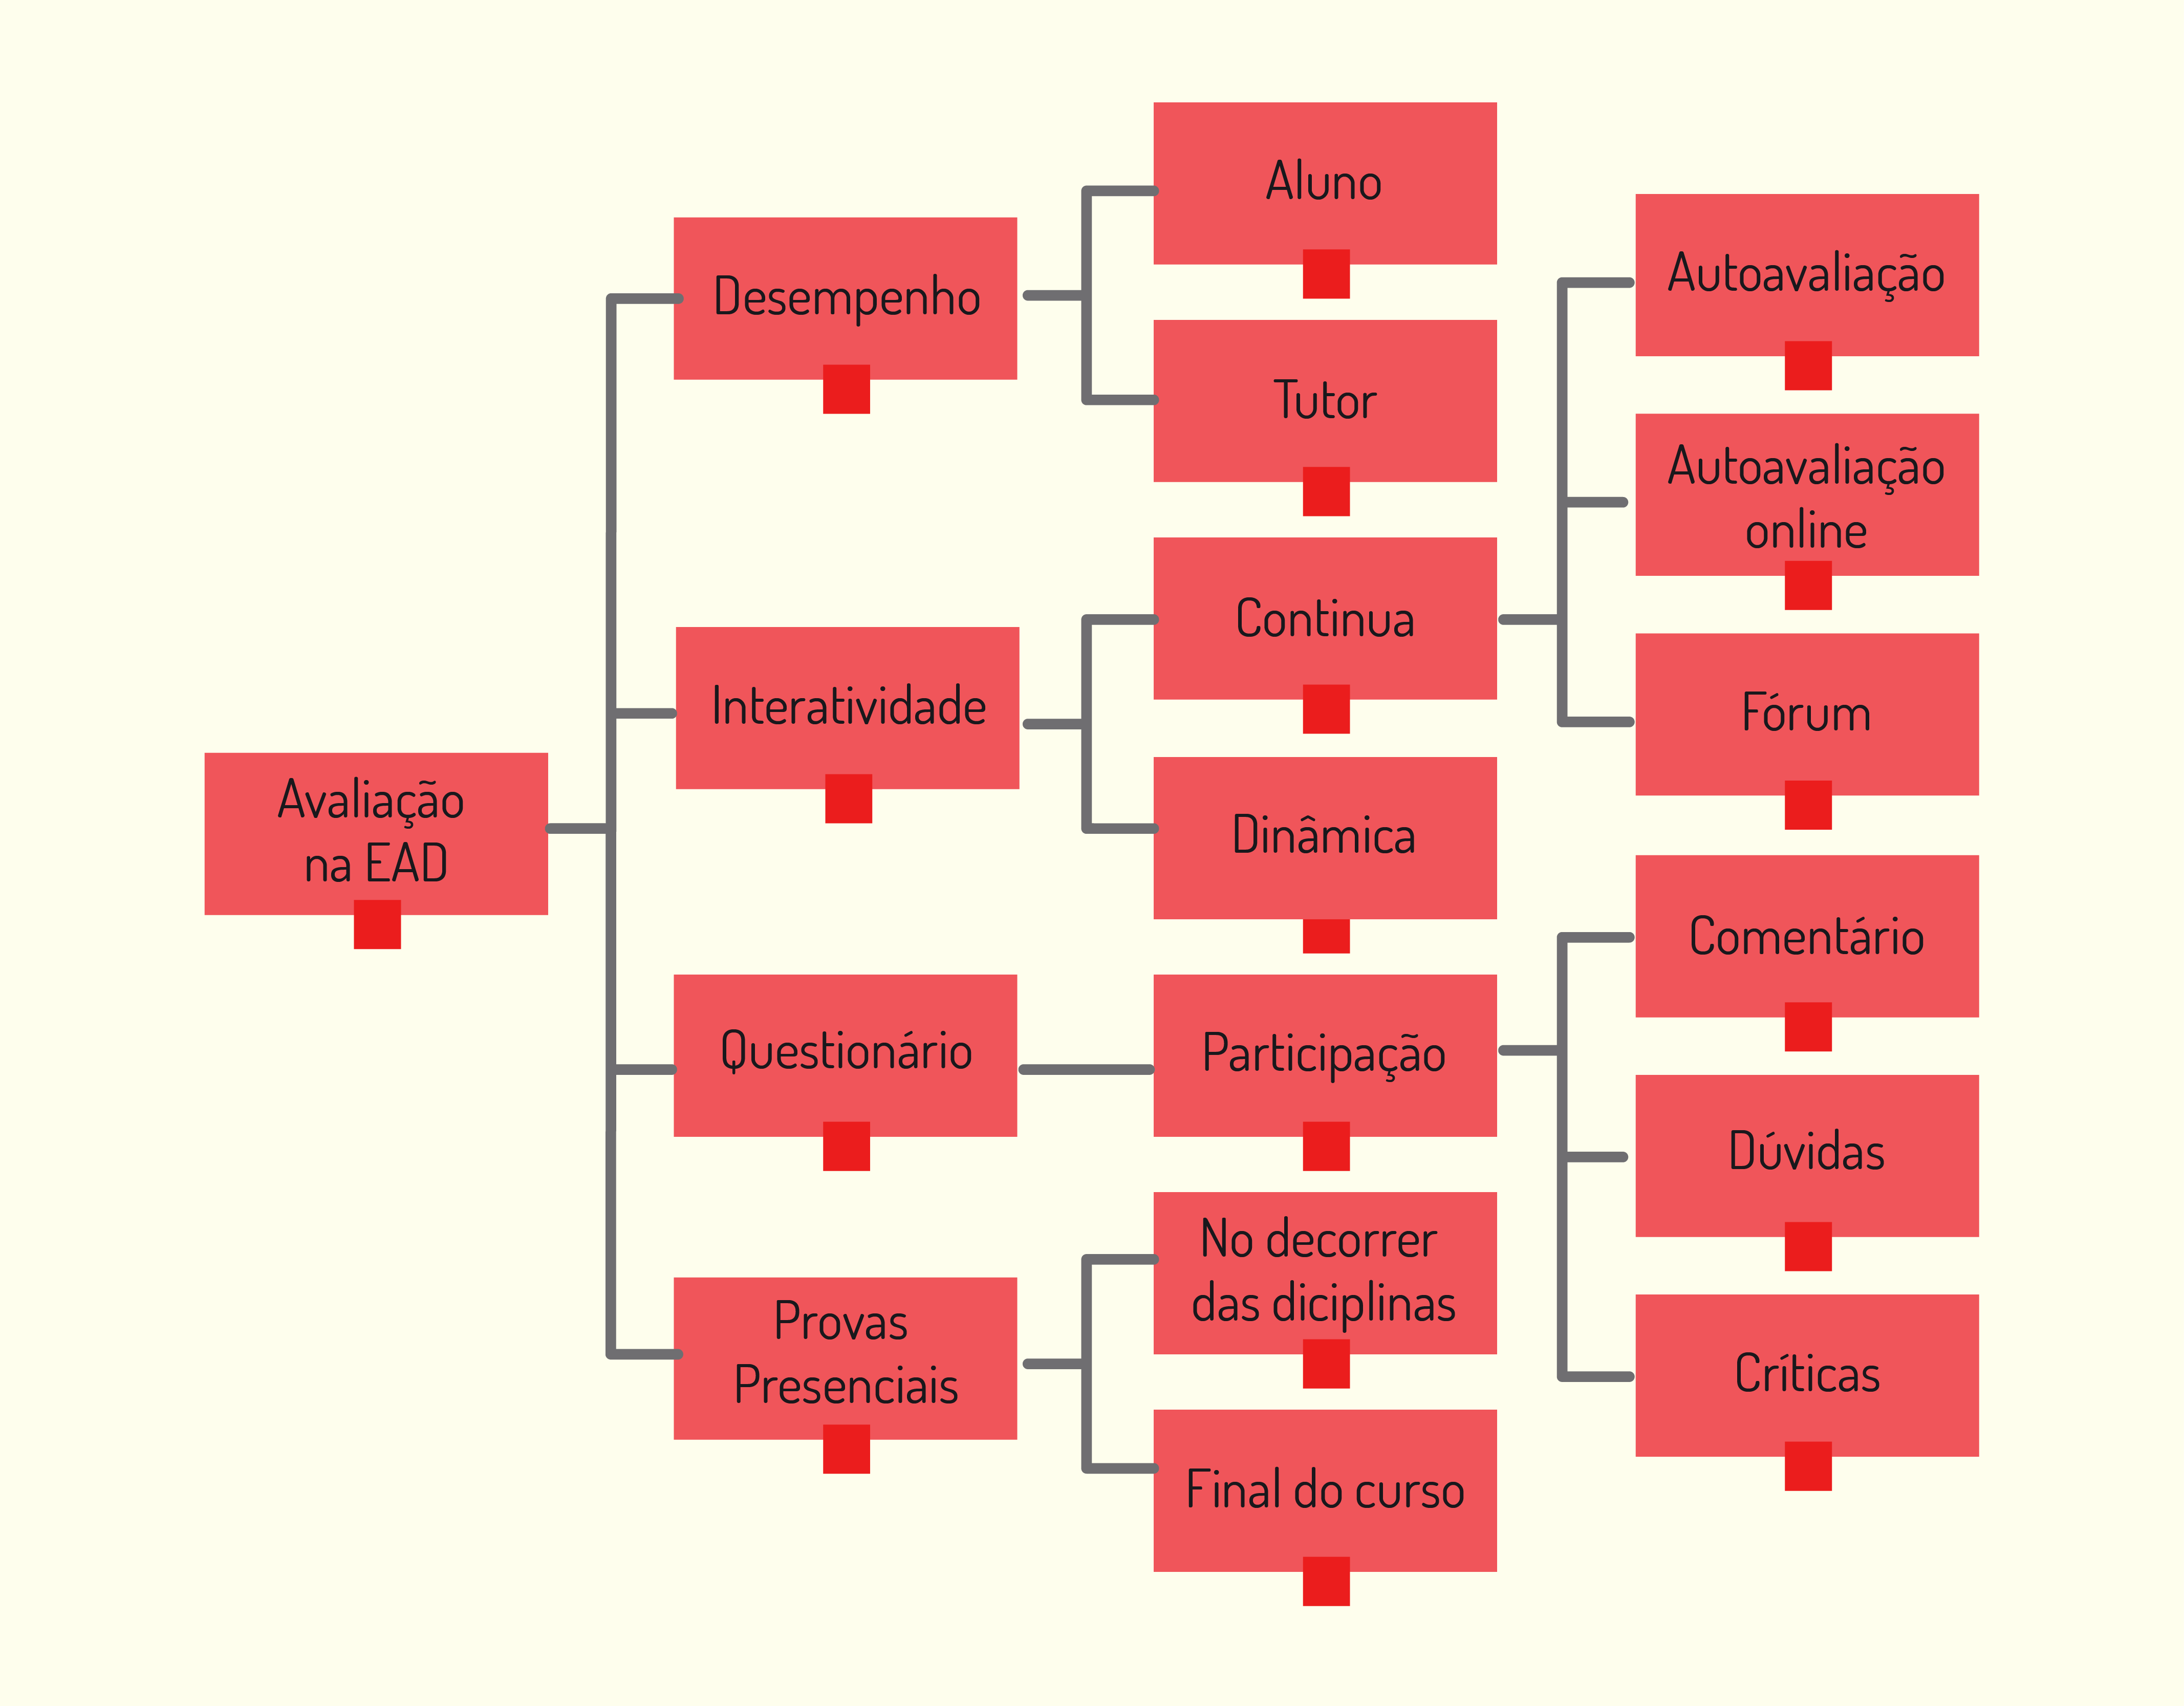 Avaliação
na EAD
Desempenho
Interatividade
Questionário
Provas
Presenciais
Aluno
Tutor
Continua
Dinâmica
Participação
No decorrer
das diciplinas
Final do curso
Autoavaliação
Autoavaliação
online
Fórum
Comentário
Dúvidas
Críticas